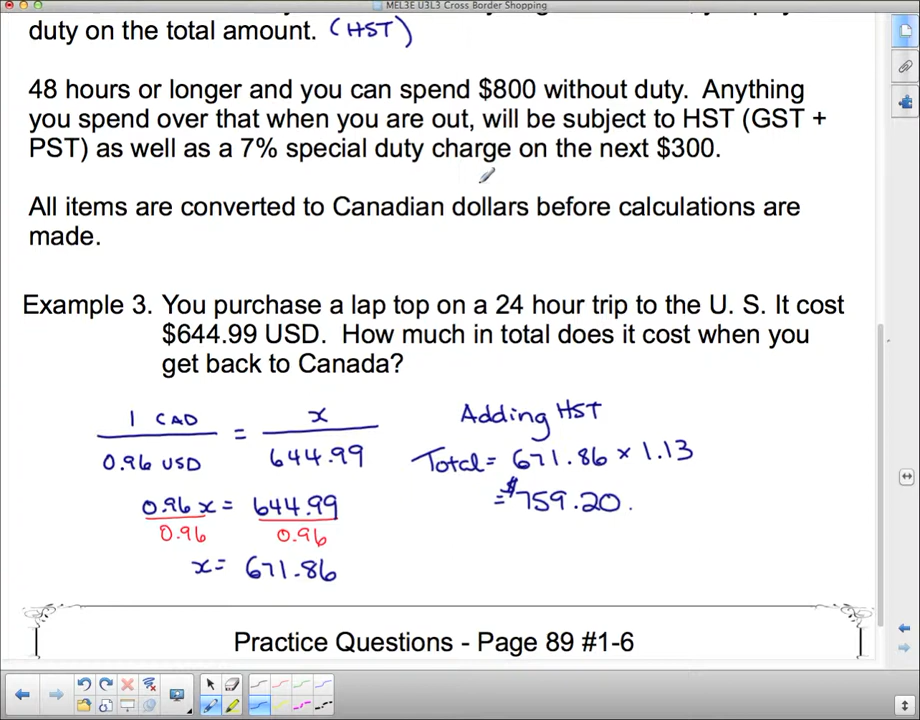 MEL3E U3L3 Cross Border Shopping
duty on the total amount. (HST)
48 hours or longer and you can spend $800 without duty. Anything
you spend over that when you are out, will be subject to HST (GST +
PST) as well as a 7% special duty charge on the next $300.
All items are converted to Canadian dollars before calculations are
made.
Example 3. You purchase a lap top on a 24 hour trip to the U. S. It cost
$644.99 USD. How much in total does it cost when you
get back to Canada?
1 CAD / 0.96 USD = x / 644.99
0.96 x = 644.99
0.96 0.96
x = 671.86
Adding HST
Total = 671.86 × 1.13
= $759.20.
Practice Questions - Page 89 #1-6